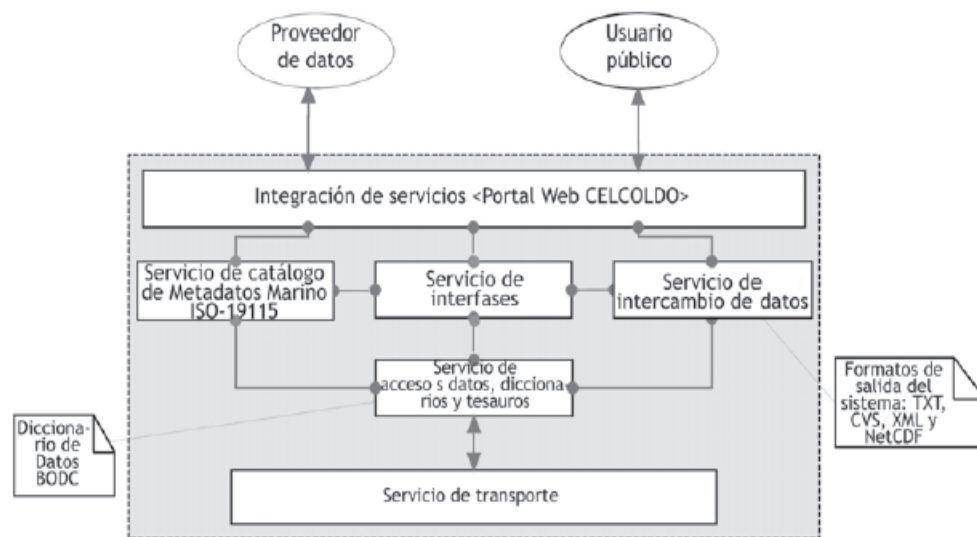 Proveedor
de datos
Usuario
público
Integración de servicios <Portal Web CELCOLDO>
Servicio de catálogo
de Metadatos Marino
ISO-19115
Servicio de
interfases
Servicio de
intercambio de datos
Servicio de
acceso s datos, dicciona
rios y tesauros
Formatos de
salida del
sistema: TXT,
CVS, XML y
NetCDF
Dicciona-
rio de
Datos
BODC
Servicio de transporte